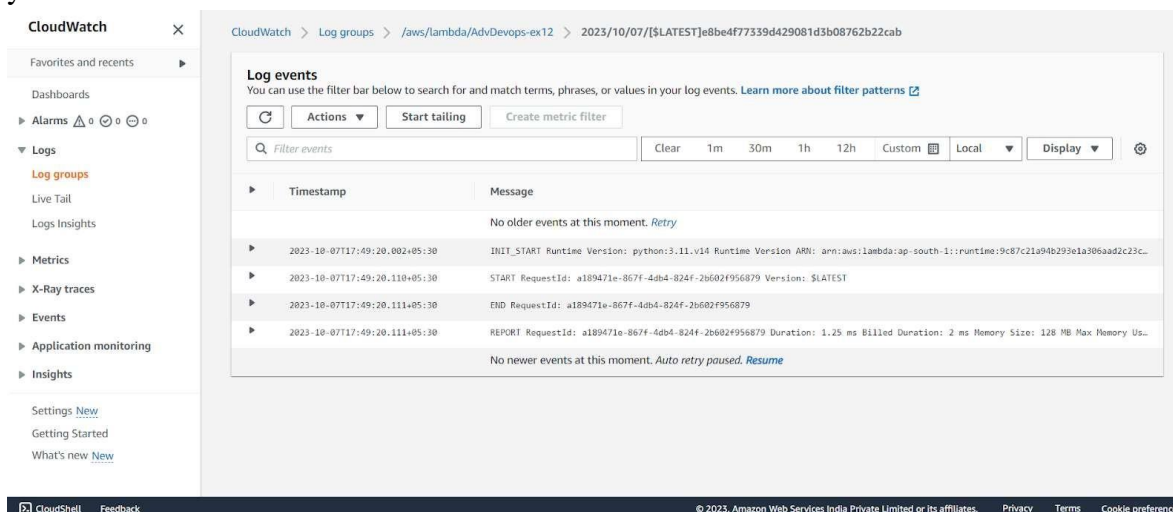 y
CloudWatch
CloudWatch > Log groups > /aws/lambda/AdvDevops-ex12 > 2023/10/07/[$LATEST]e8be4f77339d429081d3b08762b22cab
Favorites and recents
Dashboards
Alarms 0 0 0
Logs
Log groups
Live Tail
Logs Insights
Metrics
X-Ray traces
Events
Application monitoring
Insights
Settings New
Getting Started
What's new New
Log events
You can use the filter bar below to search for and match terms, phrases, or values in your log events. Learn more about filter patterns
Actions Start tailing Create metric filter
Filter events Clear 1m 30m 1h 12h Custom Local Display
Timestamp Message
No older events at this moment. Retry
2023-10-07T17:49:20.002+05:30 INIT_START Runtime Version: python:3.11.v14 Runtime Version ARN: arn:aws:lambda:ap-south-1::runtime:9c87c21a94b293e1a306aad2c23c…
2023-10-07T17:49:20.110+05:30 START RequestId: a189471e-867f-4db4-824f-2b602f956879 Version: $LATEST
2023-10-07T17:49:20.111+05:30 END RequestId: a189471e-867f-4db4-824f-2b602f956879
2023-10-07T17:49:20.111+05:30 REPORT RequestId: a189471e-867f-4db4-824f-2b602f956879 Duration: 1.25 ms Billed Duration: 2 ms Memory Size: 128 MB Max Memory Us…
No newer events at this moment. Auto retry paused. Resume
CloudShell Feedback © 2023, Amazon Web Services India Private Limited or its affiliates. Privacy Terms Cookie preferenc